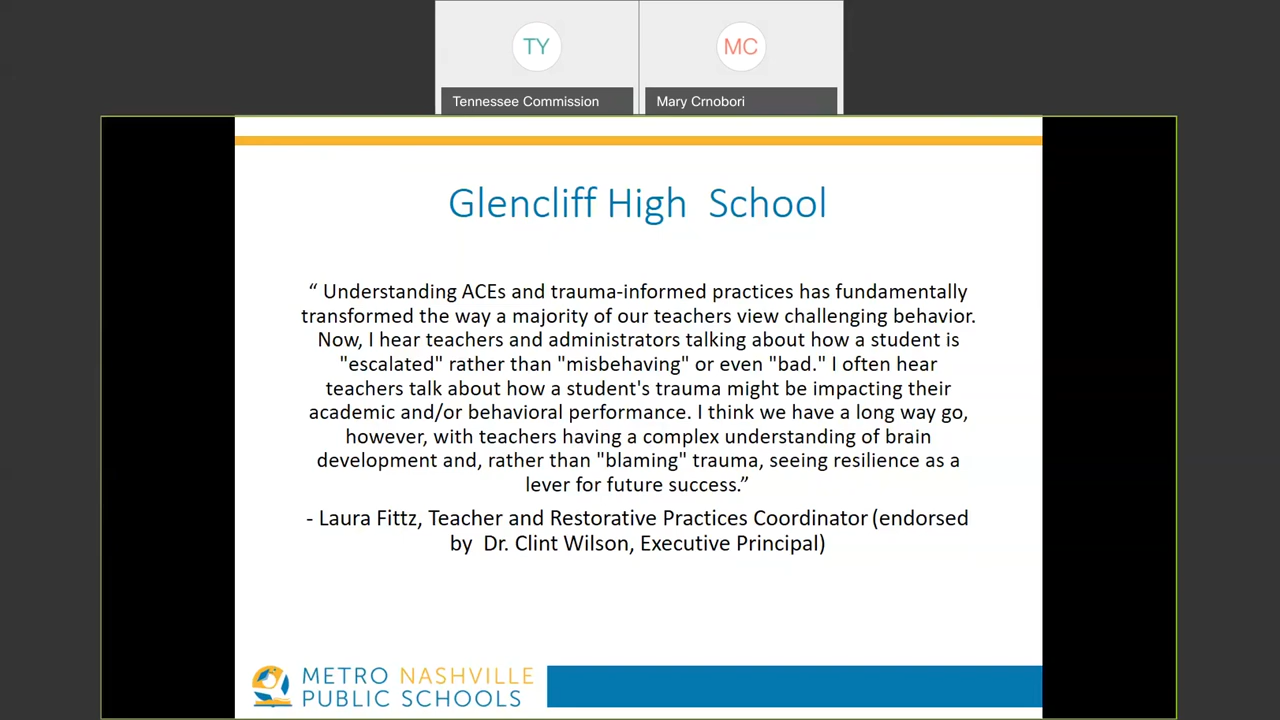 TY
MC
Tennessee Commission
Mary Crnobori
Glencliff High  School
“ Understanding ACEs and trauma-informed practices has fundamentally
transformed the way a majority of our teachers view challenging behavior.
Now, I hear teachers and administrators talking about how a student is
"escalated" rather than "misbehaving" or even "bad." I often hear
teachers talk about how a student's trauma might be impacting their
academic and/or behavioral performance. I think we have a long way go,
however, with teachers having a complex understanding of brain
development and, rather than "blaming" trauma, seeing resilience as a
lever for future success.”
- Laura Fittz, Teacher and Restorative Practices Coordinator (endorsed
by  Dr. Clint Wilson, Executive Principal)
METRO NASHVILLE
PUBLIC SCHOOLS